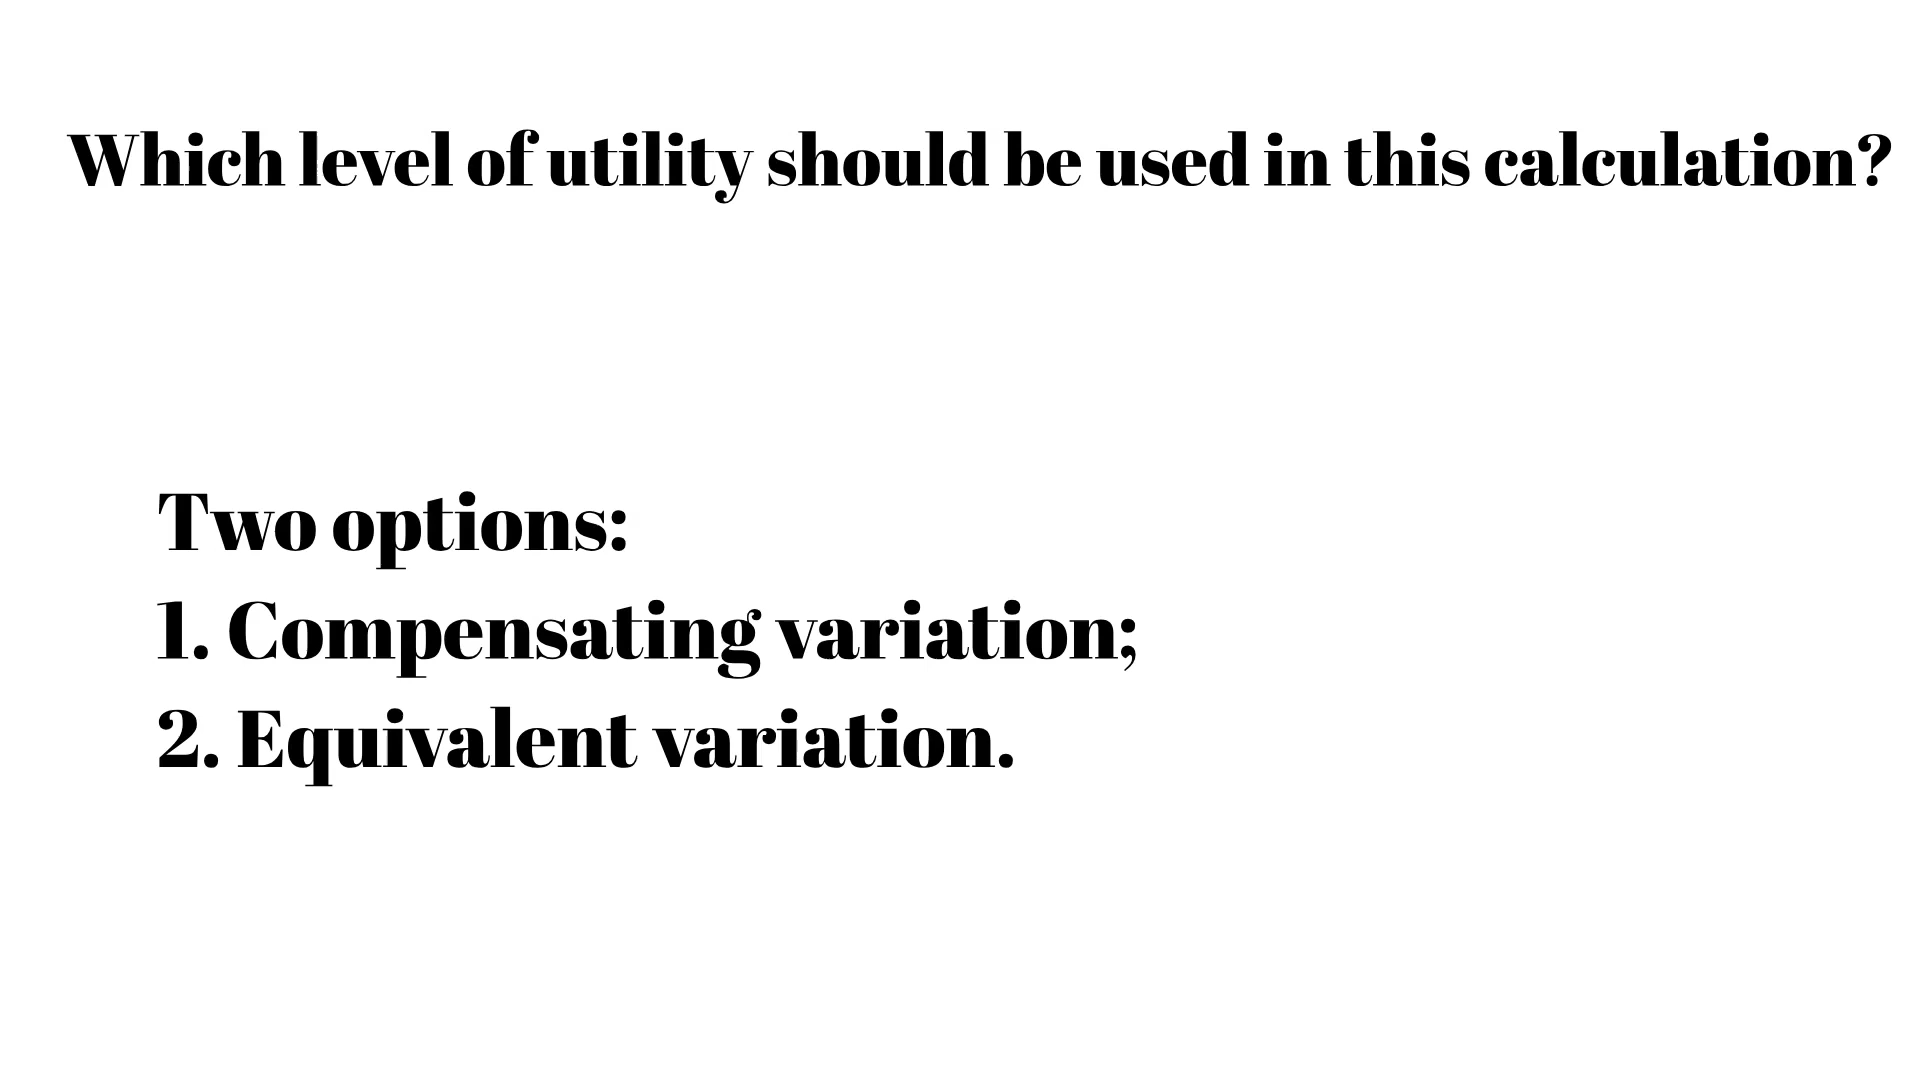 Which level of utility should be used in this calculation?
Two options:
1. Compensating variation;
2. Equivalent variation.